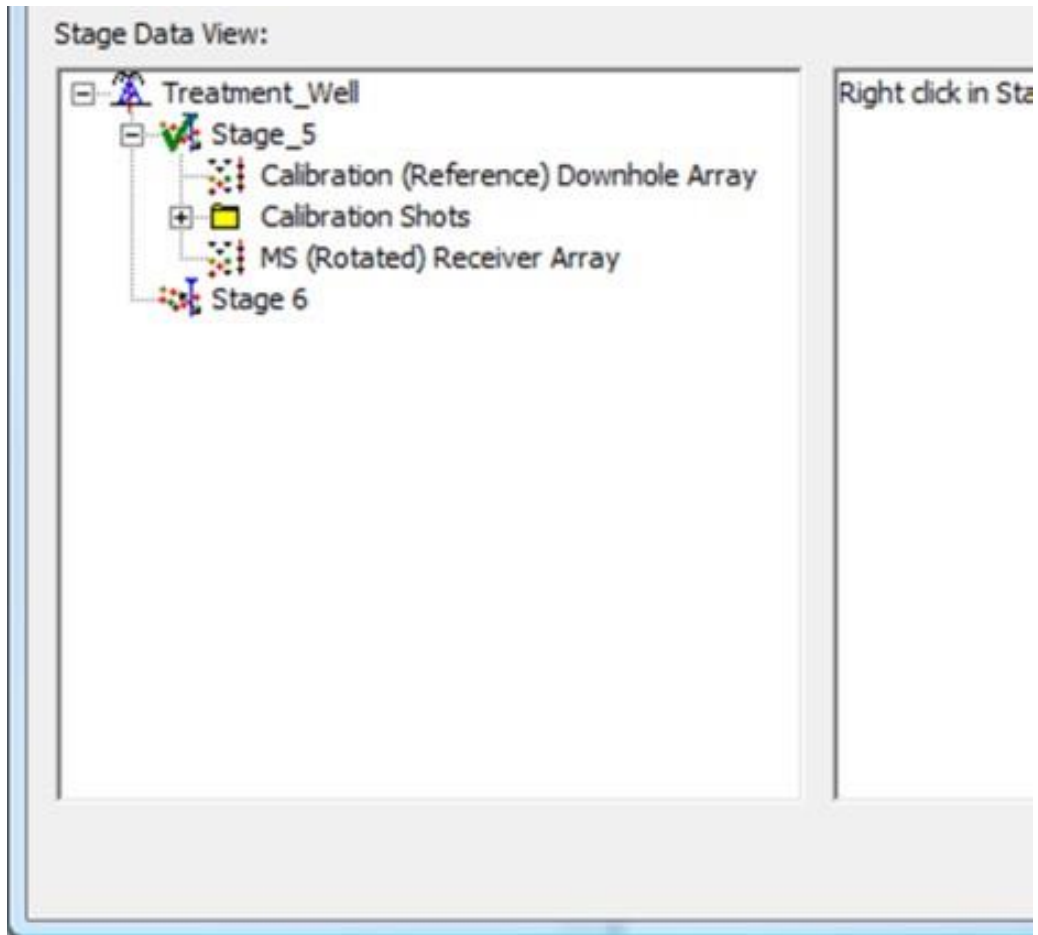 Stage Data View:
Treatment_Well
Right click in Sta
Stage_5
Calibration (Reference) Downhole Array
Calibration Shots
MS (Rotated) Receiver Array
Stage 6